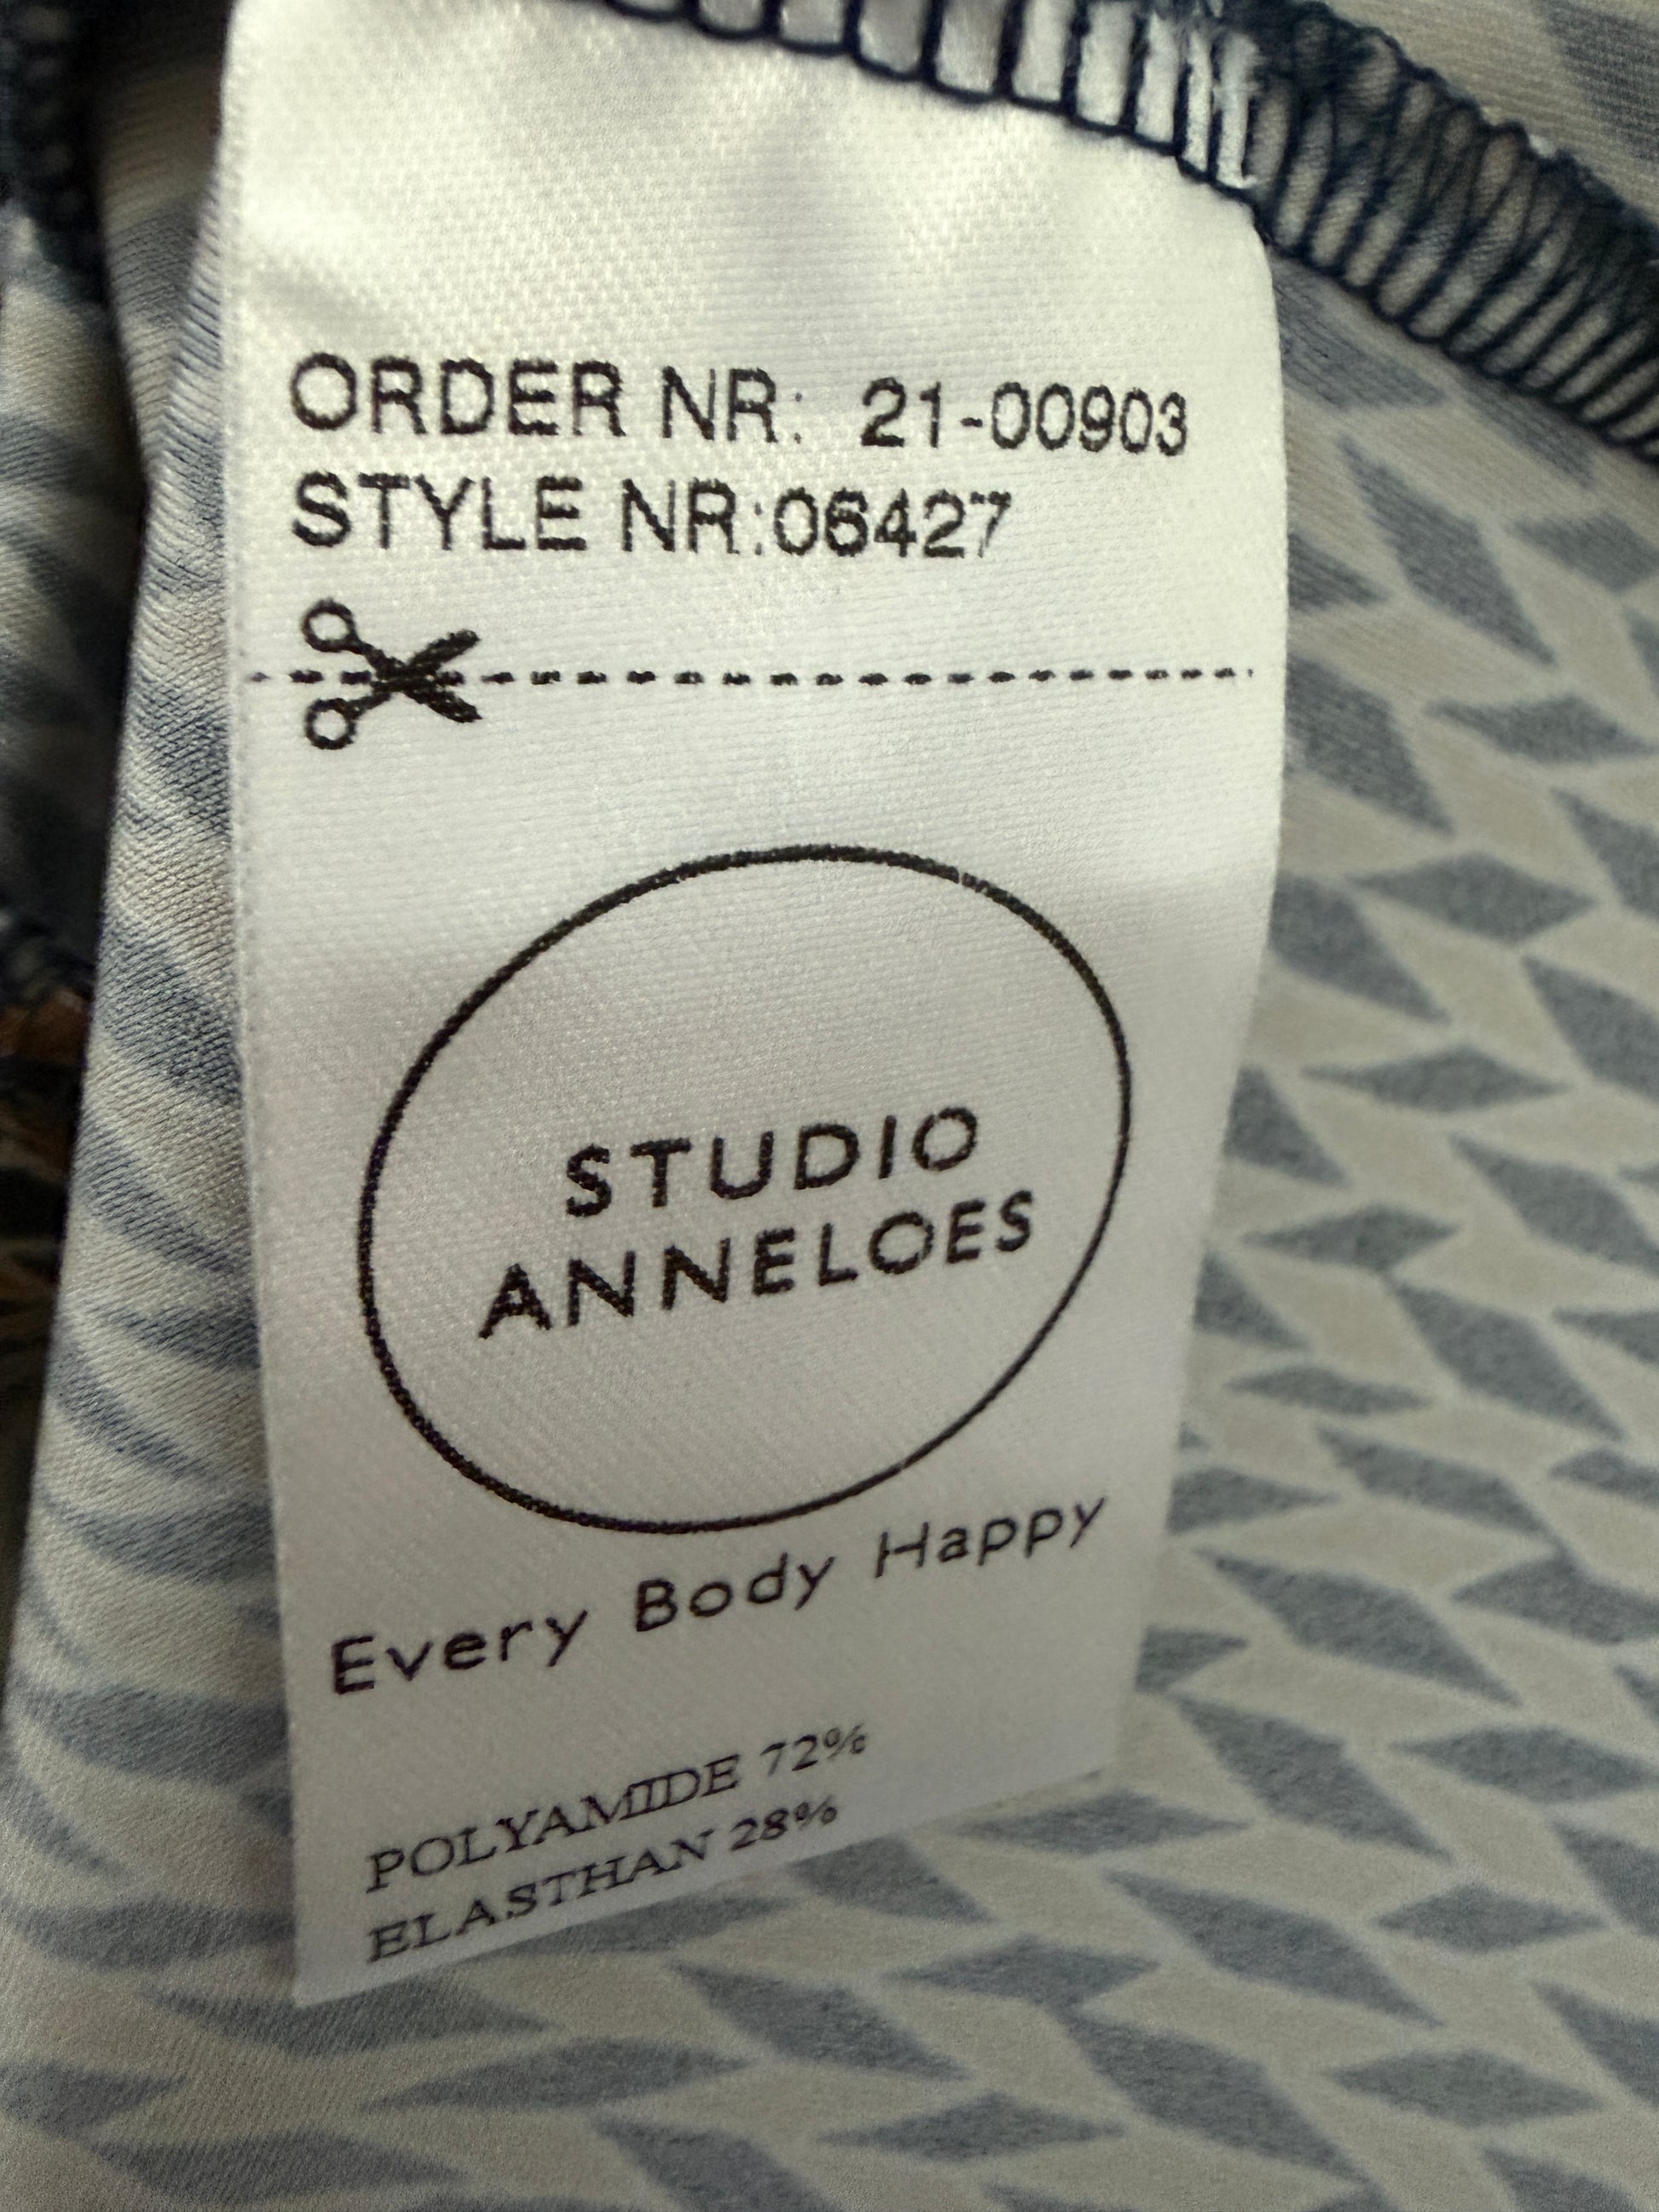 ORDER NR: 21-00903
STYLE NR:06427
STUDIO
ANNELOES
Every Body Happy
POLYAMIDE 72%
ELASTHAN 28%